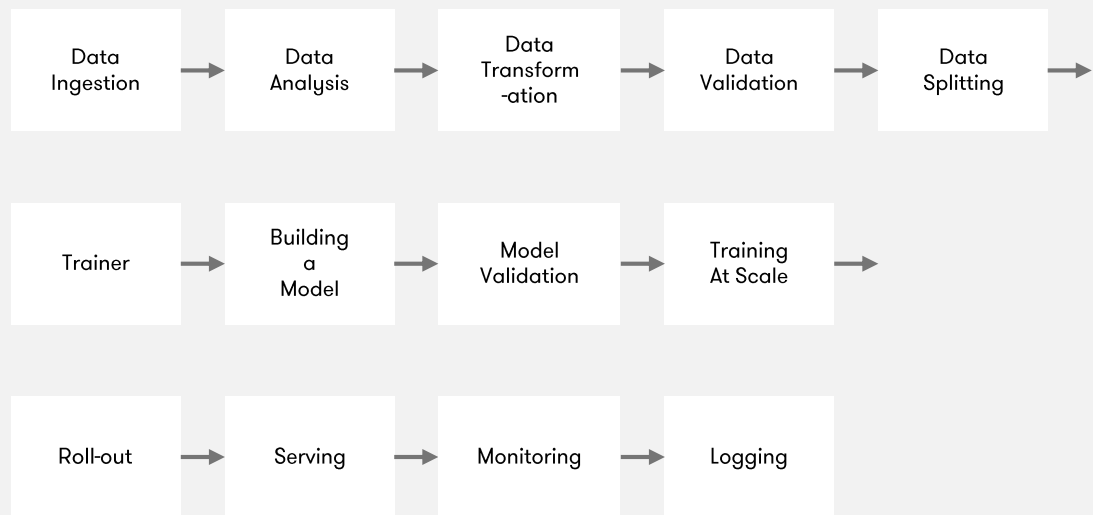 Data
Ingestion
Data
Analysis
Data
Transform
-ation
Data
Validation
Data
Splitting
Trainer
Building
a
Model
Model
Validation
Training
At Scale
Roll-out
Serving
Monitoring
Logging